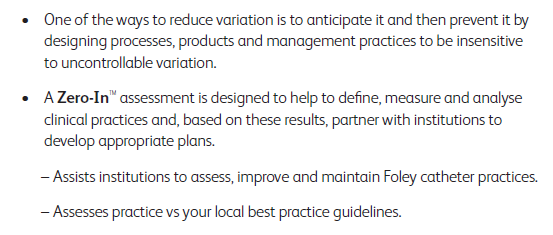 • One of the ways to reduce variation is to anticipate it and then prevent it by
designing processes, products and management practices to be insensitive
to uncontrollable variation.
• A Zero-In™ assessment is designed to help to define, measure and analyse
clinical practices and, based on these results, partner with institutions to
develop appropriate plans.
– Assists institutions to assess, improve and maintain Foley catheter practices.
– Assesses practice vs your local best practice guidelines.